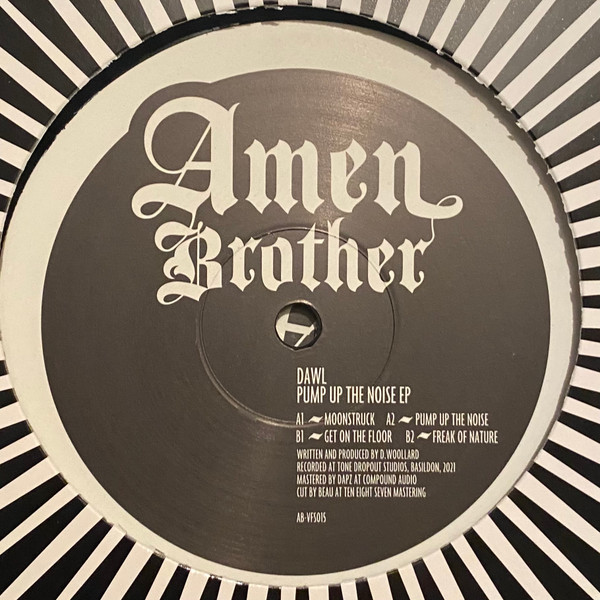 Amen
Brother
DAWL
PUMP UP THE NOISE EP
A1 MOONSTRUCK A2 PUMP UP THE NOISE
B1 GET ON THE FLOOR B2 FREAK OF NATURE
WRITTEN AND PRODUCED BY D.WOOLLARD
RECORDED AT TONE DROPOUT STUDIOS, BASILDON, 2021
MASTERED BY DAPZ AT COMPOUND AUDIO
CUT BY BEAU AT TEN EIGHT SEVEN MASTERING
AB-VFS015